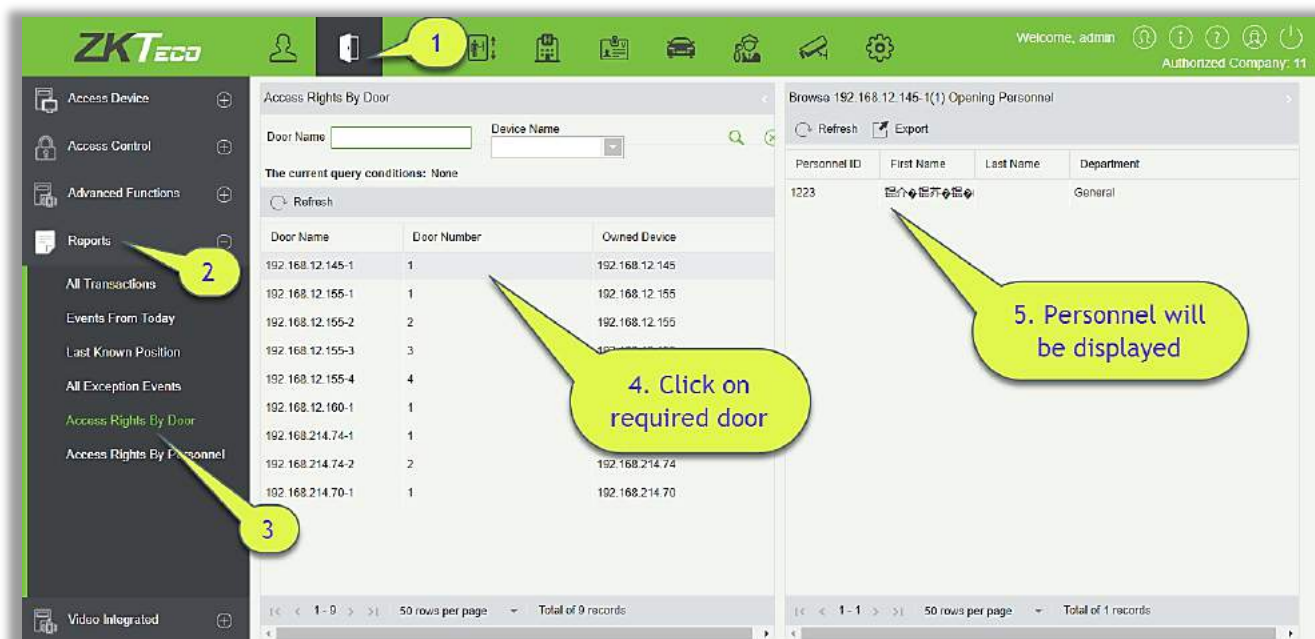 ZKTECO
1
Welcome, admin
Authorized Company: 11
Access Device
Access Control
Advanced Functions
Reports
2
All Transactions
Events From Today
Last Known Position
All Exception Events
Access Rights By Door
Access Rights By Personnel
3
Video Integrated
Access Rights By Door
Door Name
Device Name
The current query conditions: None
Refresh
Door Name Door Number Owned Device
192.168.12.145-1 1 192.168.12.145
192.168.12.155-1 1 192.168.12.155
192.168.12.155-2 2 192.168.12.155
192.168.12.155-3 3
192.168.12.155-4 4
192.168.12.160-1 1
192.168.214.74-1 1
192.168.214.74-2 2 192.168.214.74
192.168.214.70-1 1 192.168.214.70
4. Click on
required door
1-9 50 rows per page Total of 9 records
Browse 192.168.12.145-1(1) Opening Personnel
Refresh Export
Personnel ID First Name Last Name Department
1223 General
5. Personnel will
be displayed
1-1 50 rows per page Total of 1 records